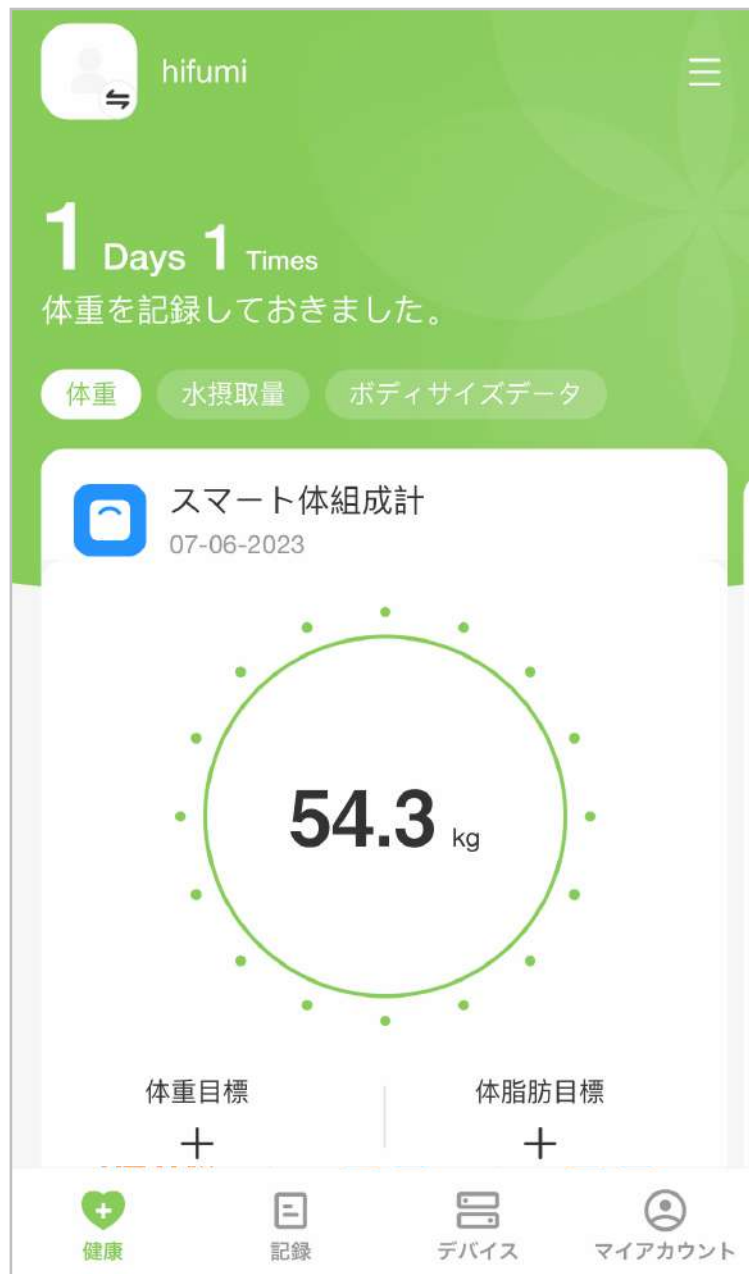 hifumi
1 Days 1 Times
体重を記録しておきました。
体重 水摂取量 ボディサイズデータ
スマート体組成計
07-06-2023
54.3 kg
体重目標 体脂肪目標
健康 記録 デバイス マイアカウント